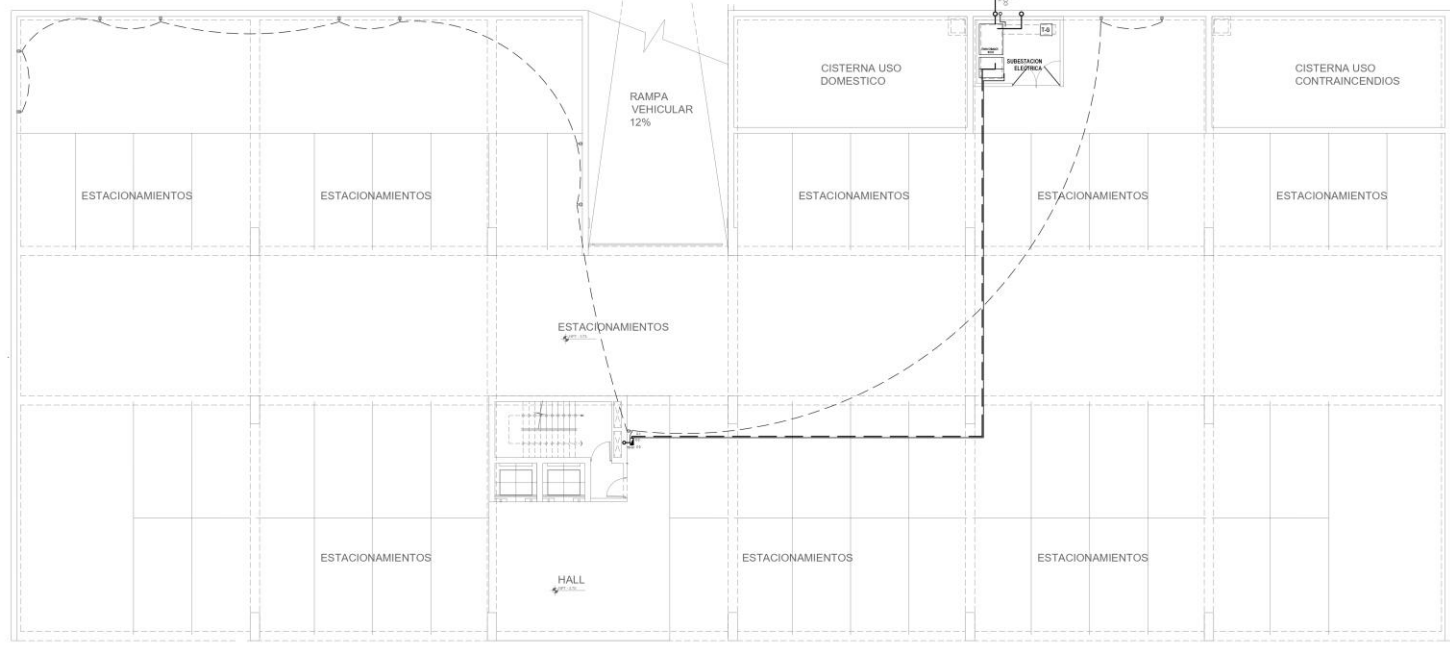 T-B
SUBESTACION
ELÉCTRICA
CISTERNA USO
DOMESTICO
CISTERNA USO
CONTRAINCENDIOS
RAMPA
VEHICULAR
12%
ESTACIONAMIENTOS
ESTACIONAMIENTOS
ESTACIONAMIENTOS
ESTACIONAMIENTOS
ESTACIONAMIENTOS
ESTACIONAMIENTOS
ESTACIONAMIENTOS
ESTACIONAMIENTOS
ESTACIONAMIENTOS
HALL